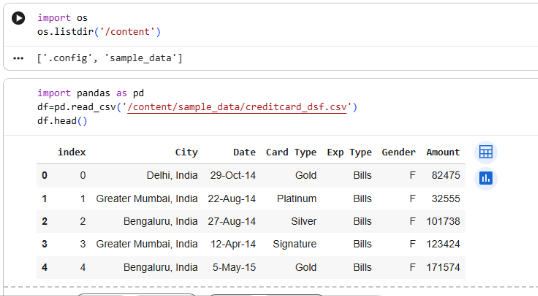 import os
os.listdir('/content')
['.config', 'sample_data']
import pandas as pd
df=pd.read_csv('/content/sample_data/creditcard_dsf.csv')
df.head()
index City Date Card Type Exp Type Gender Amount
0 0 Delhi, India 29-Oct-14 Gold Bills F 82475
1 1 Greater Mumbai, India 22-Aug-14 Platinum Bills F 32555
2 2 Bengaluru, India 27-Aug-14 Silver Bills F 101738
3 3 Greater Mumbai, India 12-Apr-14 Signature Bills F 123424
4 4 Bengaluru, India 5-May-15 Gold Bills F 171574